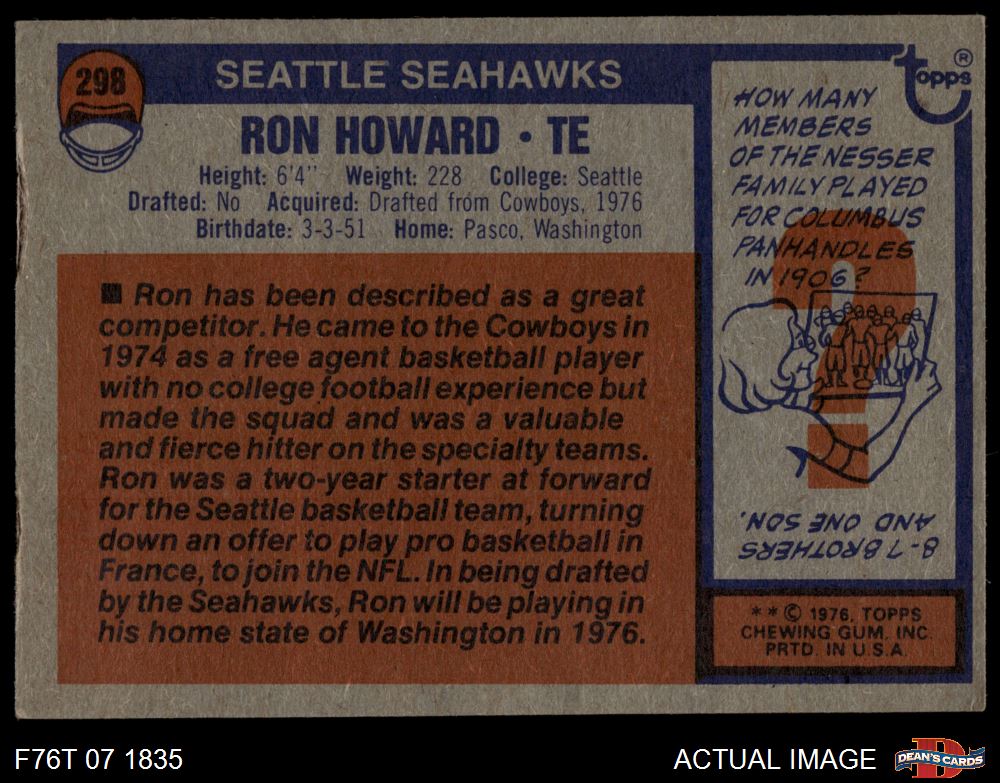 298
SEATTLE SEAHAWKS
RON HOWARD • TE
Height: 6'4" Weight: 228 College: Seattle
Drafted: No Acquired: Drafted from Cowboys, 1976
Birthdate: 3-3-51 Home: Pasco, Washington
■ Ron has been described as a great
competitor. He came to the Cowboys in
1974 as a free agent basketball player
with no college football experience but
made the squad and was a valuable
and fierce hitter on the specialty teams.
Ron was a two-year starter at forward
for the Seattle basketball team, turning
down an offer to play pro basketball in
France, to join the NFL. In being drafted
by the Seahawks, Ron will be playing in
his home state of Washington in 1976.
topps ®
HOW MANY
MEMBERS
OF THE NESSER
FAMILY PLAYED
FOR COLUMBUS
PANHANDLES
IN 1906?
?
8-7 BROTHERS
AND ONE SON.
** © 1976, TOPPS
CHEWING GUM, INC.
PRTD. IN U.S.A.
F76T 07 1835
ACTUAL IMAGE
D
DEAN'S CARDS